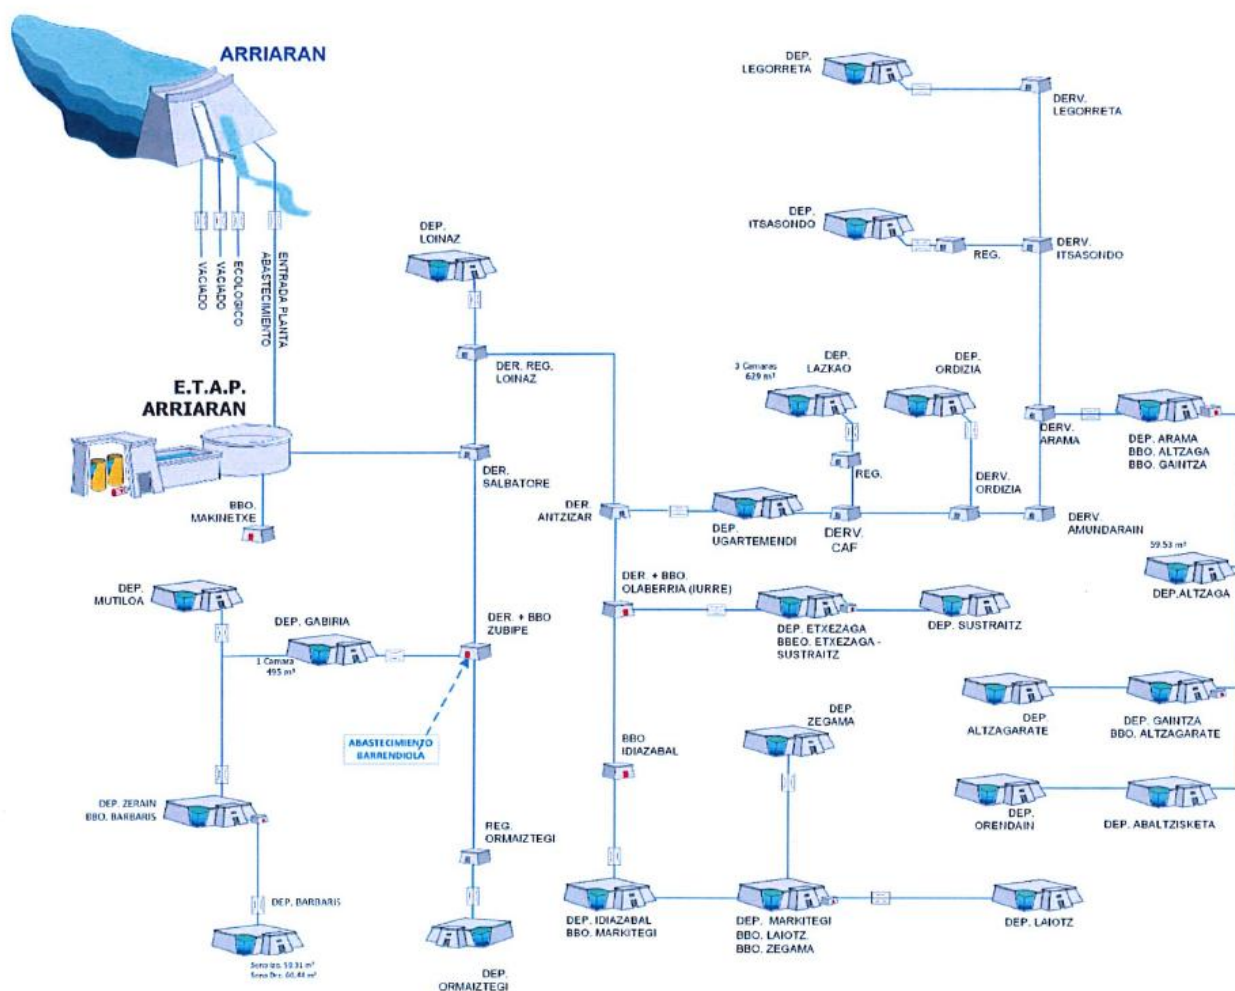 ARRIARAN
VACIADO
VACIADO
ECOLOGICO
ENTRADA PLANTA
ABASTECIMIENTO
E.T.A.P.
ARRIARAN
BBO.
MAKINETXE
DEP.
LOINAZ
DER. REG.
LOINAZ
DER.
SALBATORE
DEP.
MUTILOA
DEP. GABIRIA
1 Camara
495 m³
DER. + BBO
ZUBIPE
ABASTECIMIENTO
BARRENDIOLA
DEP. ZERAIN
BBO. BARBARIS
DEP. BARBARIS
REG.
ORMAIZTEGI
DEP.
ORMAIZTEGI
DEP.
LEGORRETA
DERV.
LEGORRETA
DEP.
ITSASONDO
REG.
DERV.
ITSASONDO
3 Camaras
629 m³
DEP.
LAZKAO
DEP.
ORDIZIA
REG.
DERV.
ORDIZIA
DERV.
ARAMA
DEP. ARAMA
BBO. ALTZAGA
BBO. GAINTZA
DER.
ANTZIZAR
DEP.
UGARTEMENDI
DERV.
CAF
DERV.
AMUNDARAIN
59.53 m³
DEP.ALTZAGA
DER. + BBO.
OLABERRIA (IURRE)
DEP. ETXEZAGA
BBEO. ETXEZAGA -
SUSTRAITZ
DEP. SUSTRAITZ
DEP.
ALTZAGARATE
DEP. GAINTZA
BBO. ALTZAGARATE
BBO
IDIAZABAL
DEP.
ZEGAMA
DEP.
ORENDAIN
DEP. ABALTZISKETA
DEP. IDIAZABAL
BBO. MARKITEGI
DEP. MARKITEGI
BBO. LAIOTZ.
BBO. ZEGAMA
DEP. LAIOTZ